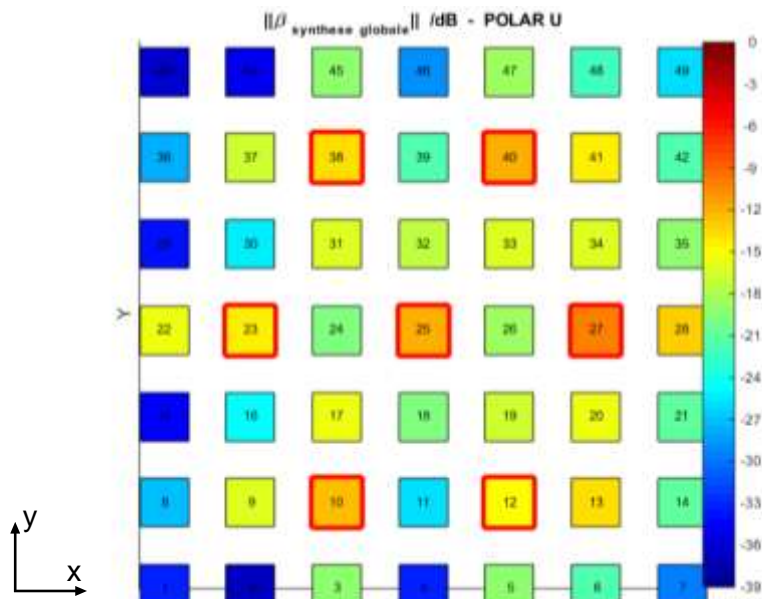 ||β synthese globale|| /dB - POLAR U
45 46 47 48 49 0
-3
-6
36 37 38 39 40 41 42 -9
-12
30 31 32 33 34 35 -15
-18
Y 22 23 24 25 26 27 28 -21
-24
16 17 18 19 20 21 -27
-30
y 8 9 10 11 12 13 14 -33
-36
x 1 3 5 6 7 -39